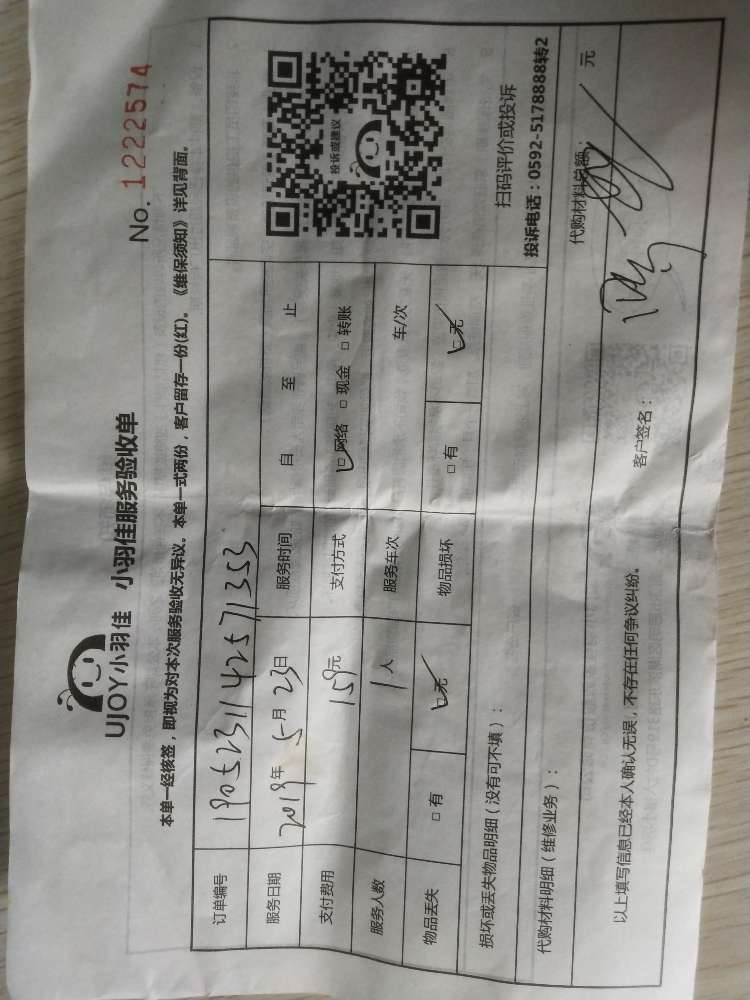 UJOY小羽佳 小羽佳服务验收单
No. 1222574
本单一经核签，即视为对本次服务验收无异议。本单一式两份，客户留存一份(红)。《维保须知》详见背面。
订单编号 1905231142571353
服务日期 2019年 5月 23日 服务时间 自 至 止
支付费用 159元 支付方式 □网络 □现金 □转账
服务人数 1人 服务车次 车/次
物品丢失 □有 □无 物品损坏 □有 □无
投诉或建议
扫码评价或投诉
投诉电话：0592-5178888转2
损坏或丢失物品明细（没有可不填）：
代购材料明细（维修业务）： 代购材料总额： 元
以上填写信息已经本人确认无误，不存在任何争议纠纷。 客户签名：